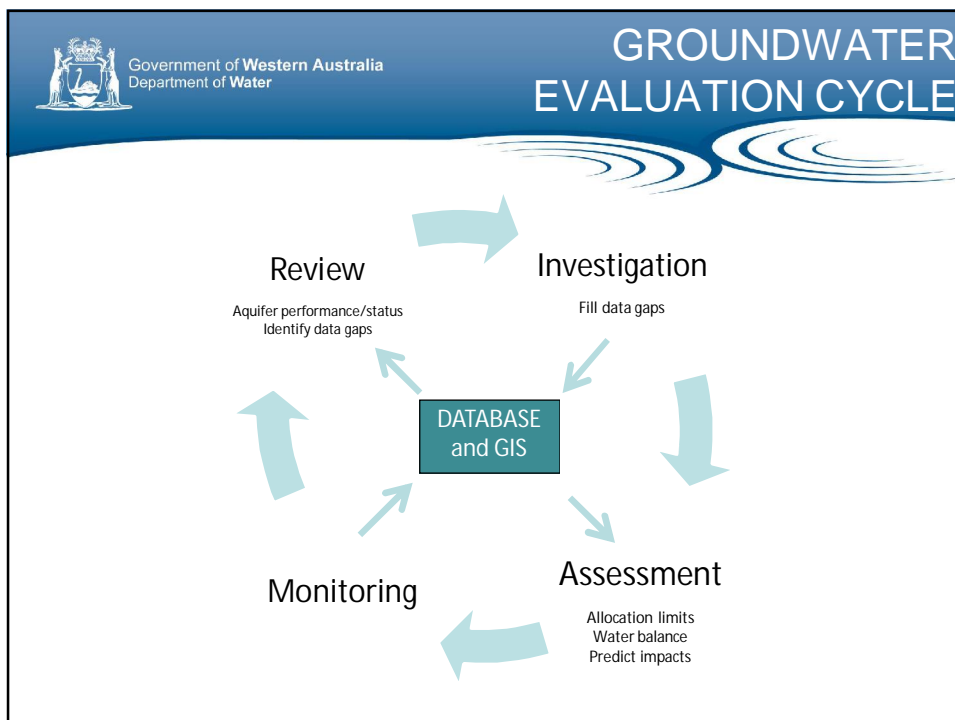 Government of Western Australia
Department of Water
GROUNDWATER
EVALUATION CYCLE
Review
Aquifer performance/status
Identify data gaps
Investigation
Fill data gaps
DATABASE
and GIS
Monitoring
Assessment
Allocation limits
Water balance
Predict impacts